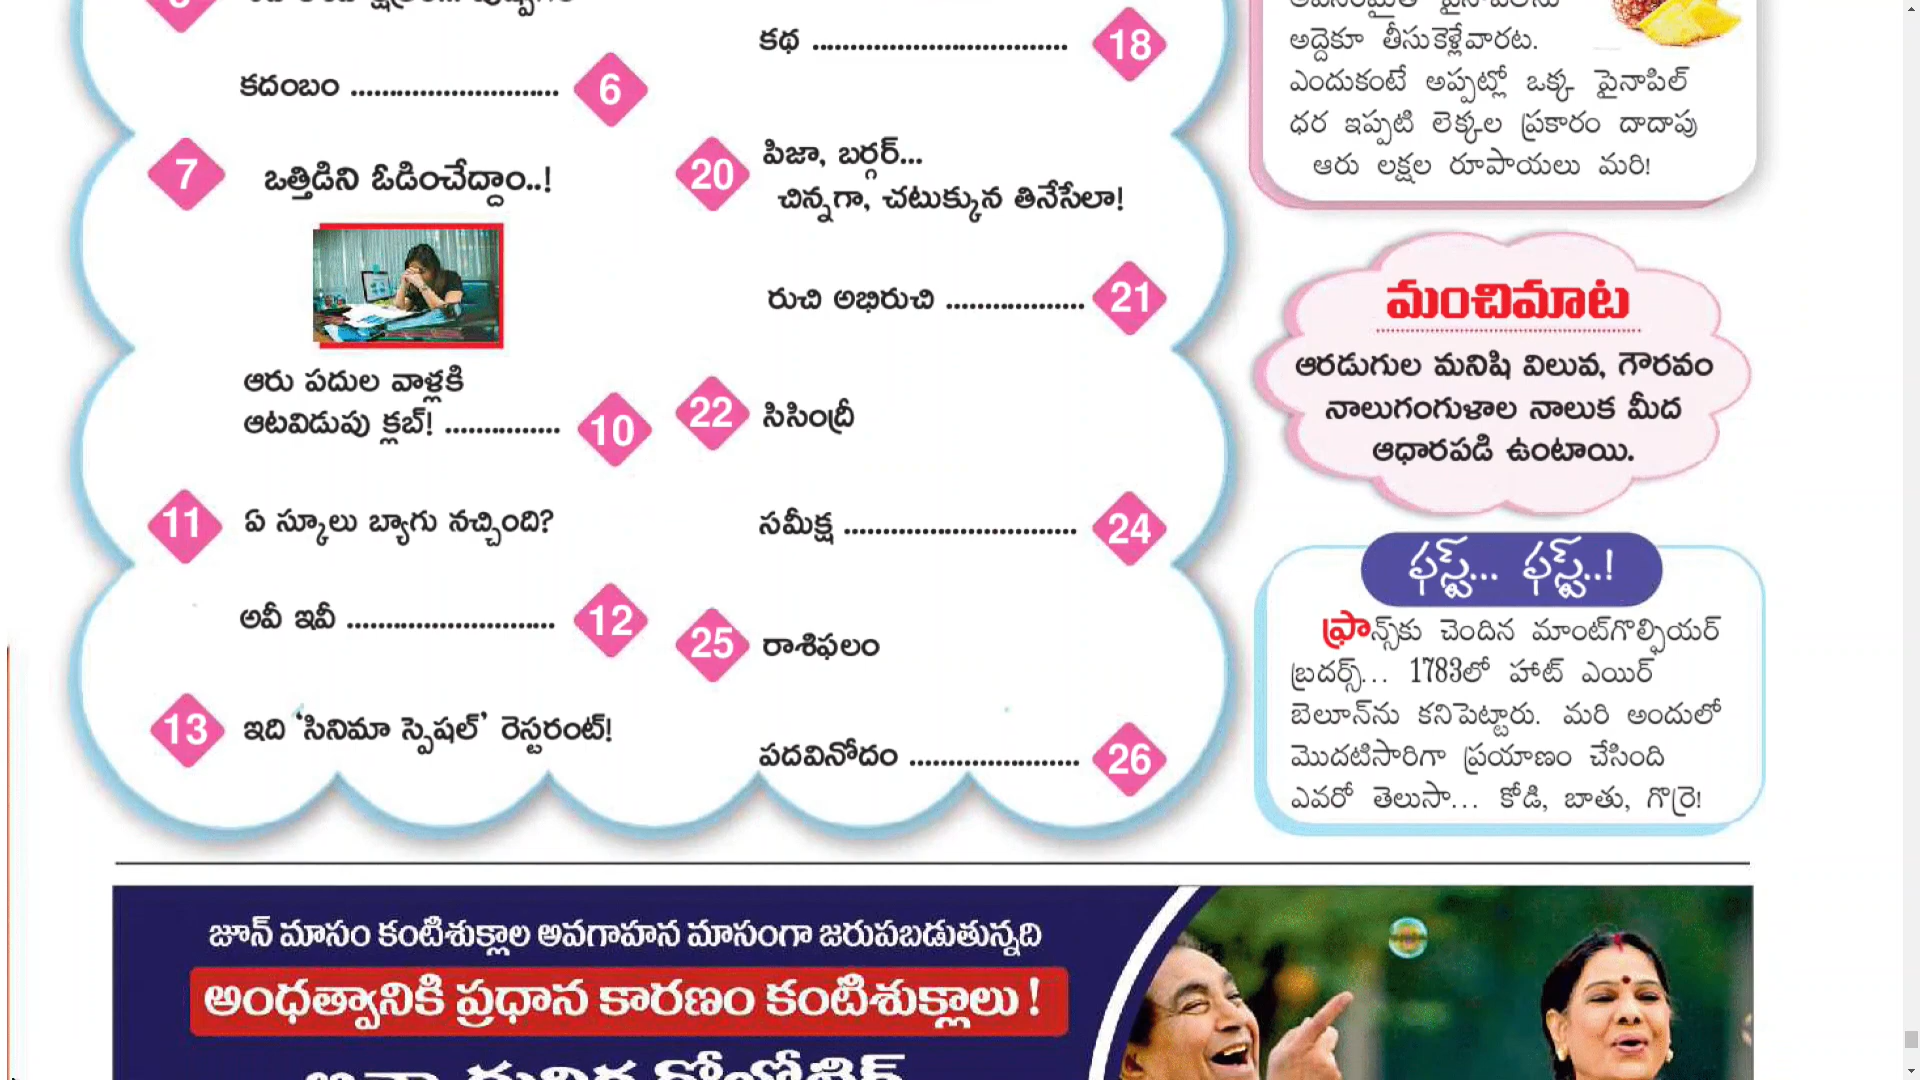 కదంబం ........................... 6
7 ఒత్తిడిని ఓడించేద్దాం..!
ఆరు పదుల వాళ్లకి
ఆటవిడుపు క్లబ్! ............... 10
11 ఏ స్కూలు బ్యాగు నచ్చింది?
అవీ ఇవీ ........................... 12
13 ఇది ‘సినిమా స్పెషల్’ రెస్టరంట్!
కథ ................................. 18
20 పిజా, బర్గర్...
చిన్నగా, చటుక్కున తినేసేలా!
రుచి అభిరుచి .................. 21
22 సిసింద్రీ
సమీక్ష .............................. 24
25 రాశిఫలం
పదవినోదం ...................... 26
అద్దెకూ తీసుకెళ్లేవారట.
ఎందుకంటే అప్పట్లో ఒక్క పైనాపిల్
ధర ఇప్పటి లెక్కల ప్రకారం దాదాపు
ఆరు లక్షల రూపాయలు మరి!
మంచిమాట
ఆరడుగుల మనిషి విలువ, గౌరవం
నాలుగంగుళాల నాలుక మీద
ఆధారపడి ఉంటాయి.
ఫస్ట్... ఫస్ట్..!
ఫ్రాన్స్‌కు చెందిన మాంట్‌గొల్ఫియర్
బ్రదర్స్... 1783లో హాట్ ఎయిర్
బెలూన్‌ను కనిపెట్టారు. మరి అందులో
మొదటిసారిగా ప్రయాణం చేసింది
ఎవరో తెలుసా... కోడి, బాతు, గొర్రె!
జూన్ మాసం కంటిశుక్లాల అవగాహన మాసంగా జరుపబడుతున్నది
అంధత్వానికి ప్రధాన కారణం కంటిశుక్లాలు!